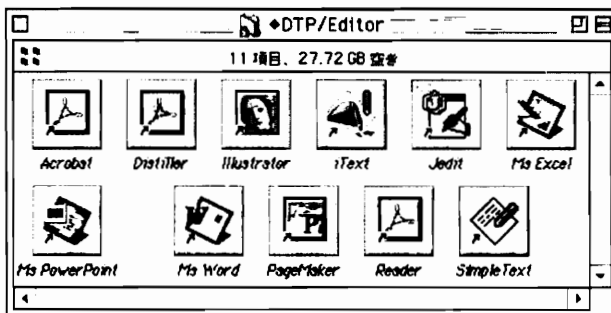 ◆DTP/Editor
11 項目、27.72 GB 空き
Acrobat Distiller Illustrator iText Jedit Ms Excel
Ms PowerPoint Ms Word PageMaker Reader SimpleText